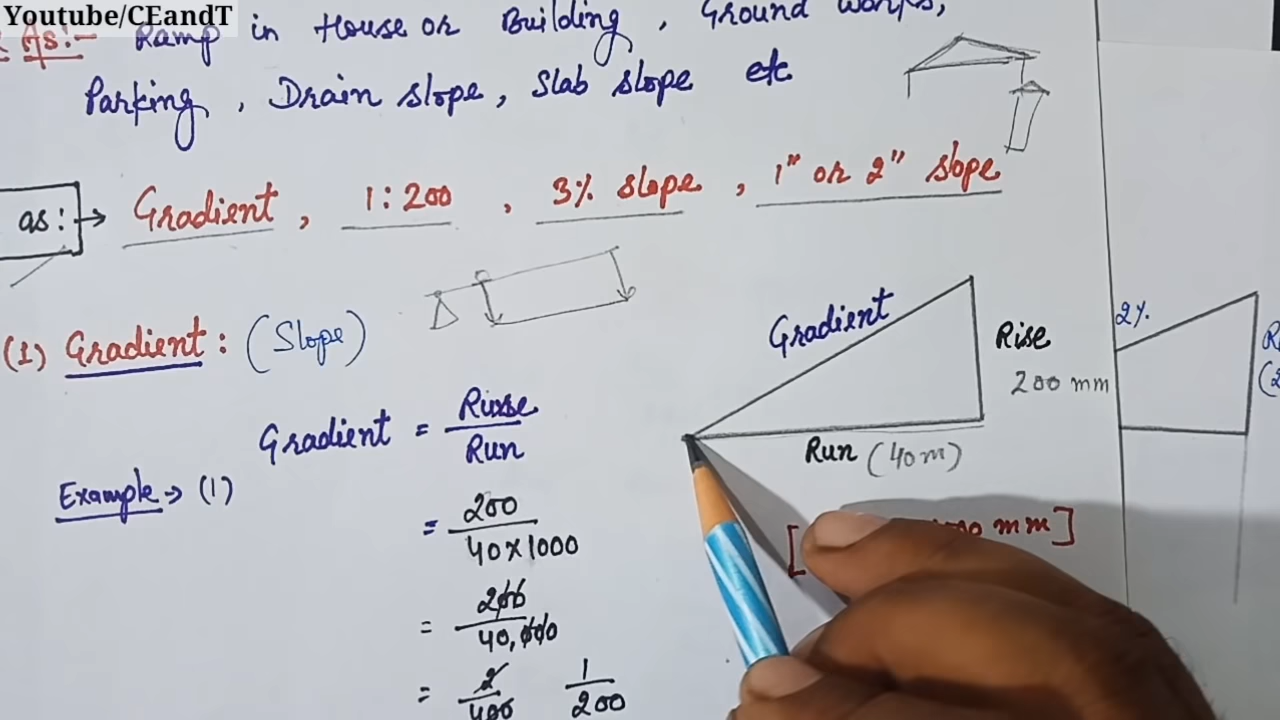 Youtube/CEandT
As:- Ramp in House or Building, Ground works,
Parking, Drain slope, Slab slope etc
as: → Gradient, 1:200, 3% slope, 1" or 2" slope
(1) Gradient: (Slope)
Gradient
Rise
200 mm
Run (40m)
2%
Gradient = Rise / Run
Example → (1)
= 200 / 40×1000
mm]
= 200 / 40,000
= 2 / 400 1 / 200